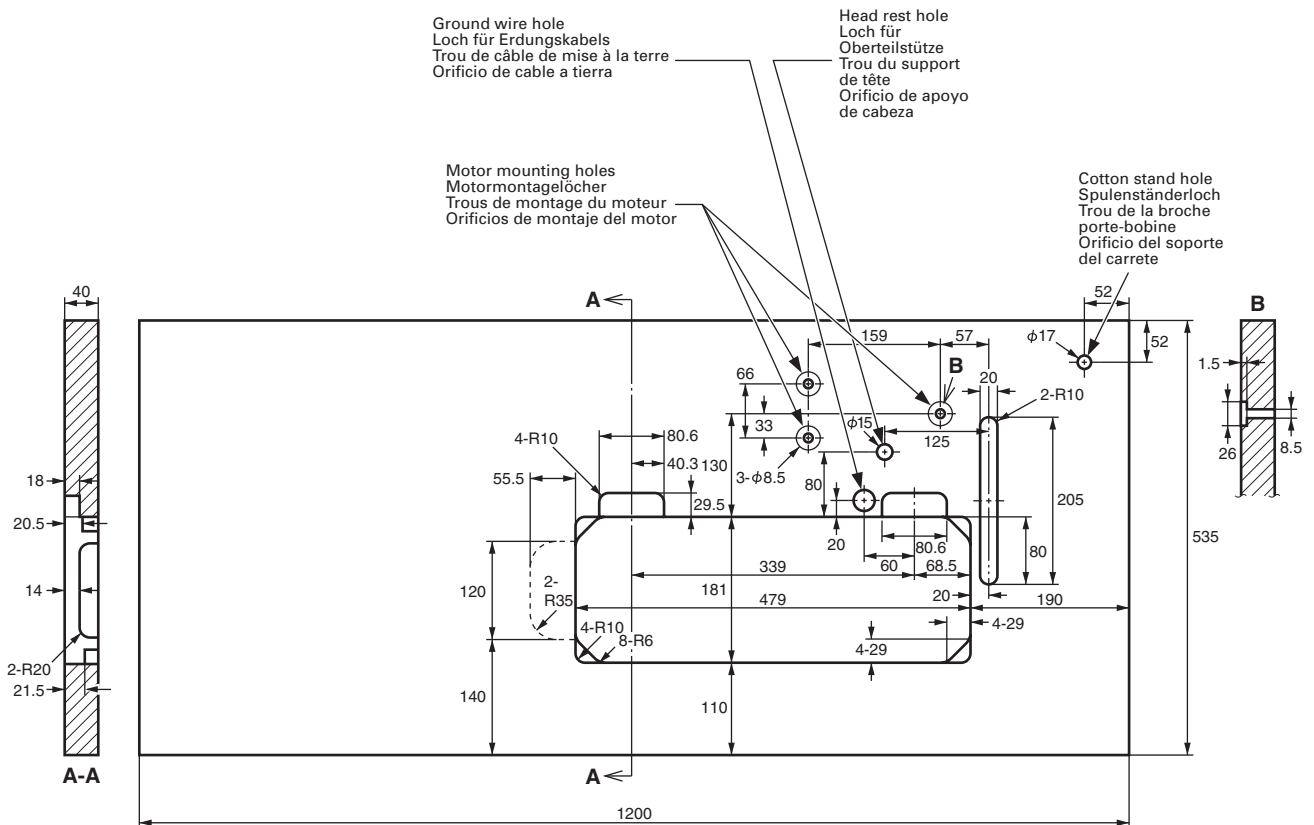 Ground wire hole
Loch für Erdungskabels
Trou de câble de mise à la terre
Orificio de cable a tierra
Head rest hole
Loch für
Oberteilstütze
Trou du support
de tête
Orificio de apoyo
de cabeza
Motor mounting holes
Motormontagelöcher
Trous de montage du moteur
Orificios de montaje del motor
Cotton stand hole
Spulenständerloch
Trou de la broche
porte-bobine
Orificio del soporte
del carrete
40
A
52
B
159
57
φ17
52
66
B
20
1.5
2-R10
33
φ15
125
4-R10
80.6
26
8.5
40.3
130
3-φ8.5
18
55.5
29.5
80
205
20.5
20
80.6
80
535
339
60
68.5
120
14
2-
R35
181
479
20
190
4-R10
8-R6
4-29
4-29
2-R20
21.5
140
110
A-A
A
1200